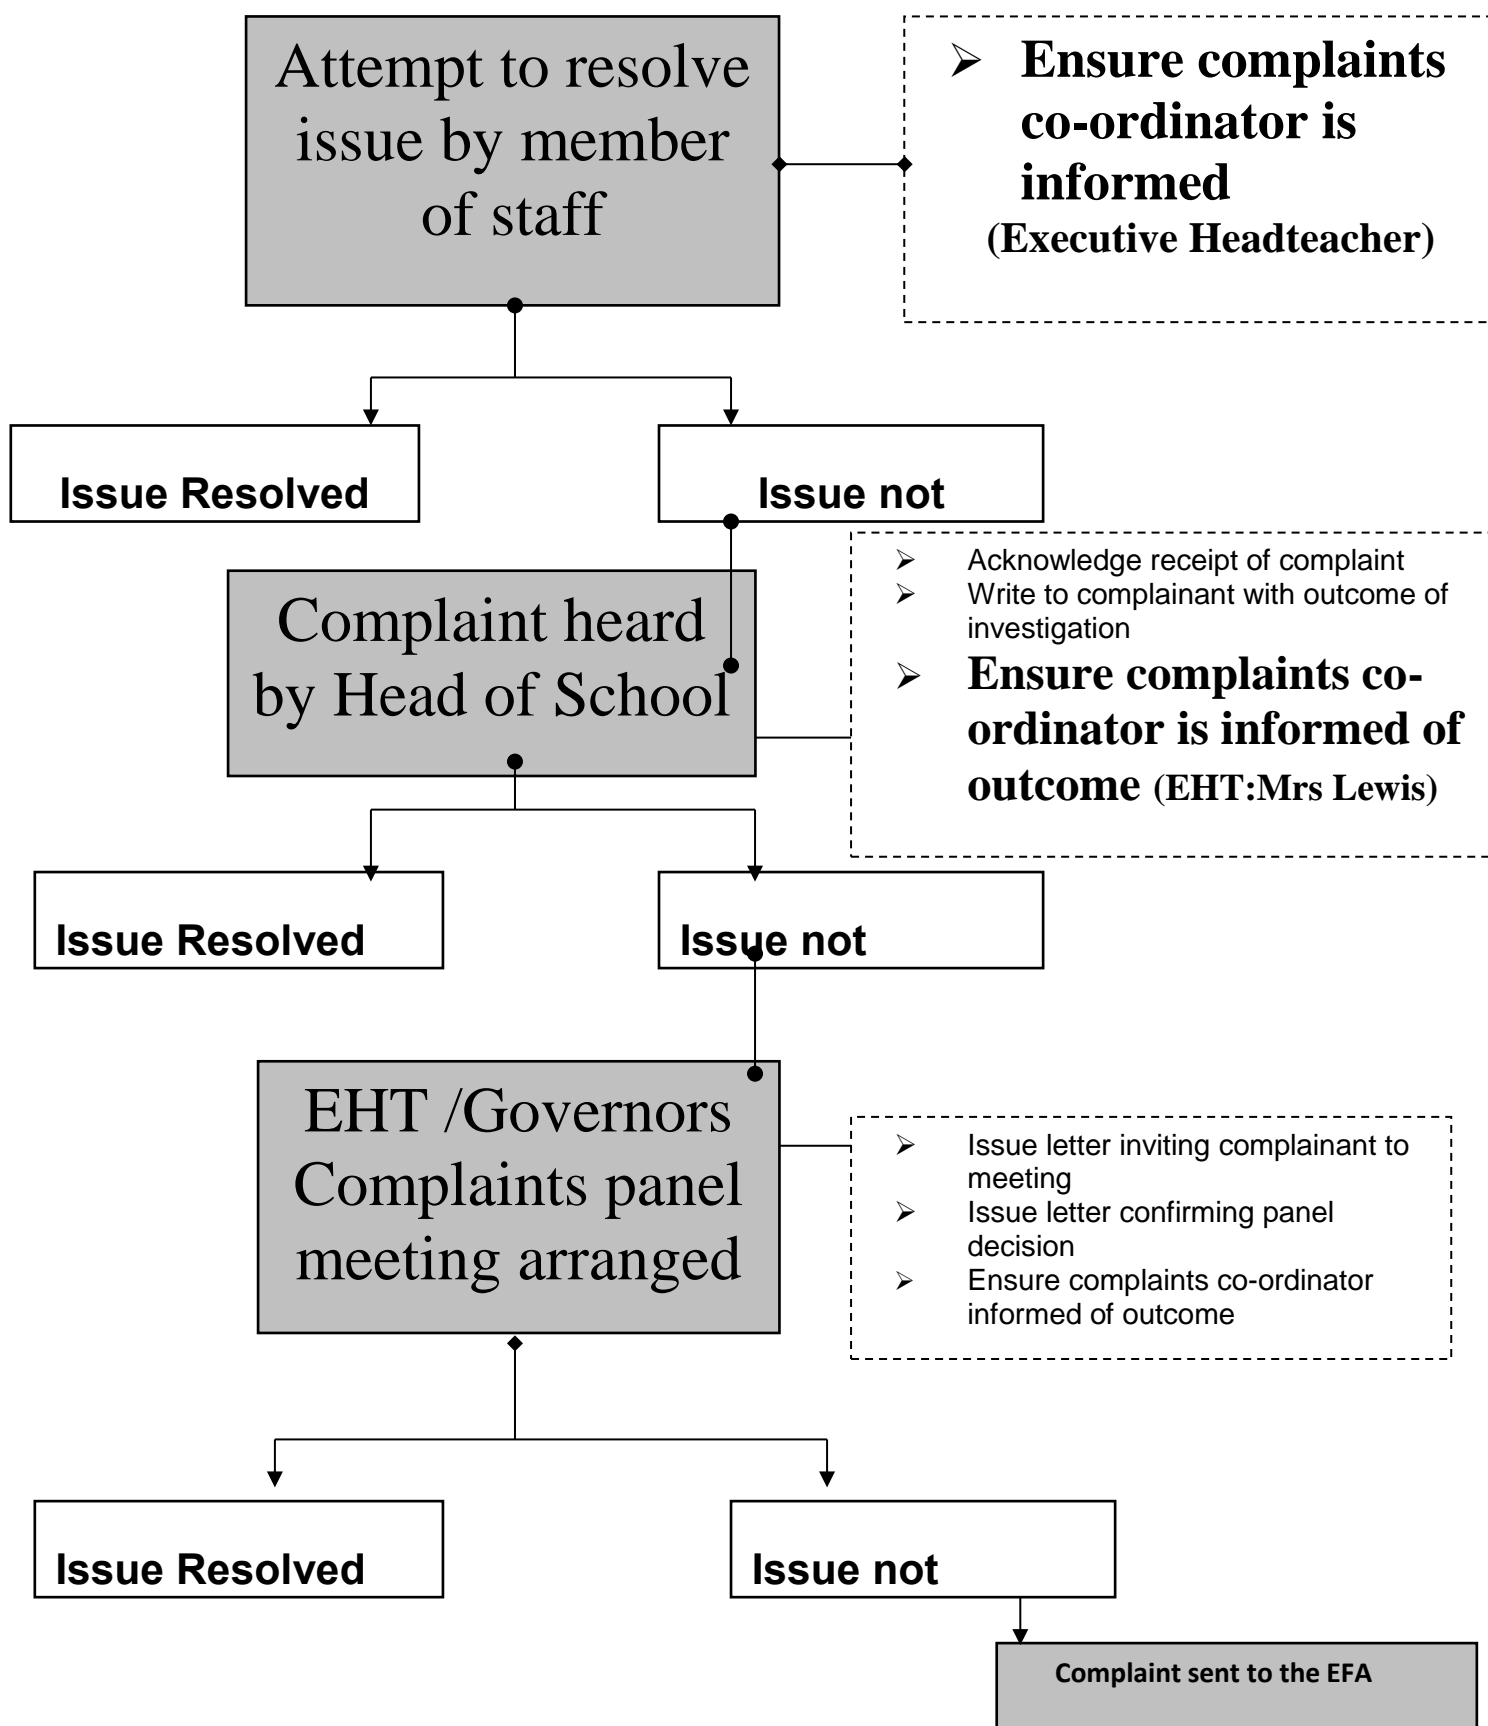 Attempt to resolve
issue by member
of staff
➢ Ensure complaints
co-ordinator is
informed
(Executive Headteacher)
Issue Resolved
Issue not
Complaint heard
by Head of School
➢ Acknowledge receipt of complaint
➢ Write to complainant with outcome of
investigation
➢ Ensure complaints co-
ordinator is informed of
outcome (EHT:Mrs Lewis)
Issue Resolved
Issue not
EHT /Governors
Complaints panel
meeting arranged
➢ Issue letter inviting complainant to
meeting
➢ Issue letter confirming panel
decision
➢ Ensure complaints co-ordinator
informed of outcome
Issue Resolved
Issue not
Complaint sent to the EFA